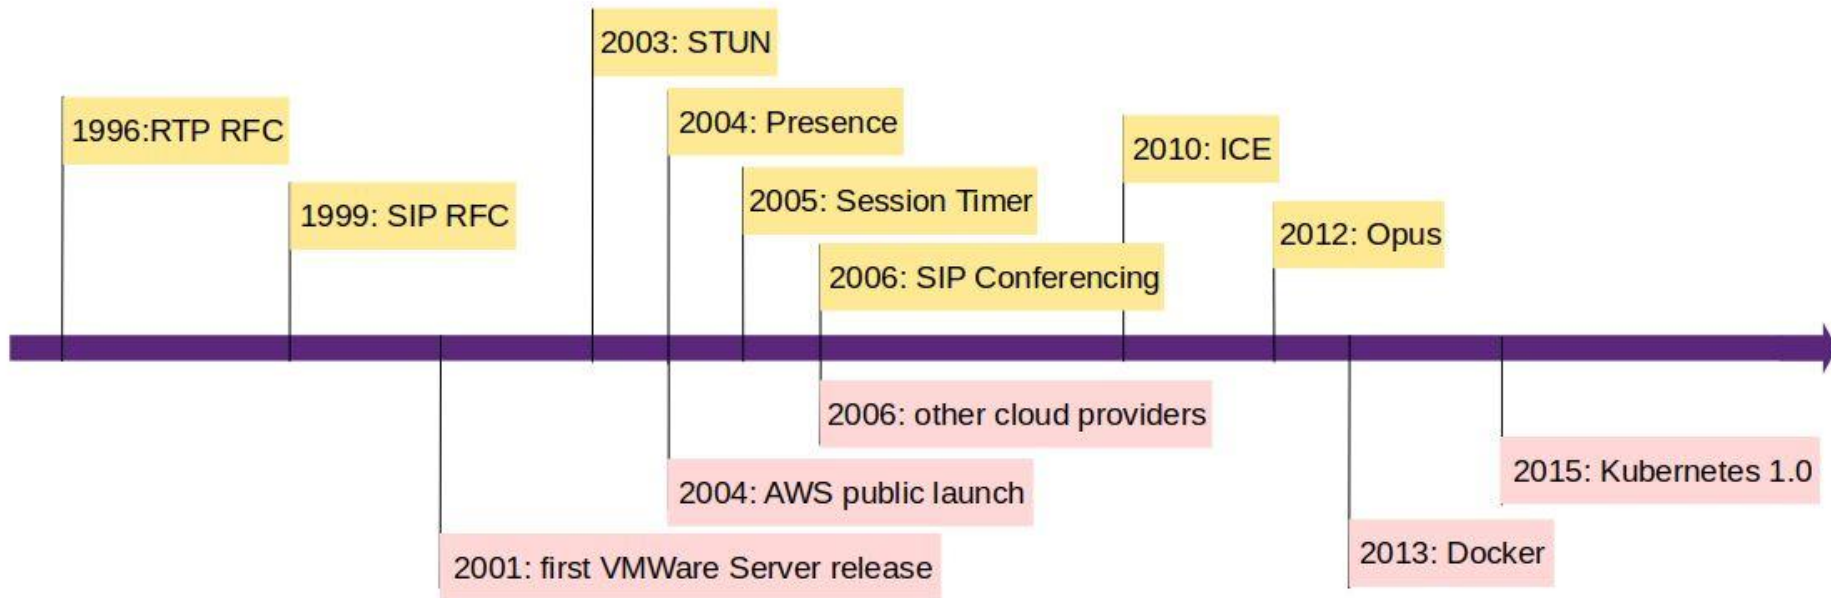 2003: STUN
1996:RTP RFC
2004: Presence
2010: ICE
1999: SIP RFC
2005: Session Timer
2012: Opus
2006: SIP Conferencing
2006: other cloud providers
2004: AWS public launch
2015: Kubernetes 1.0
2001: first VMWare Server release
2013: Docker